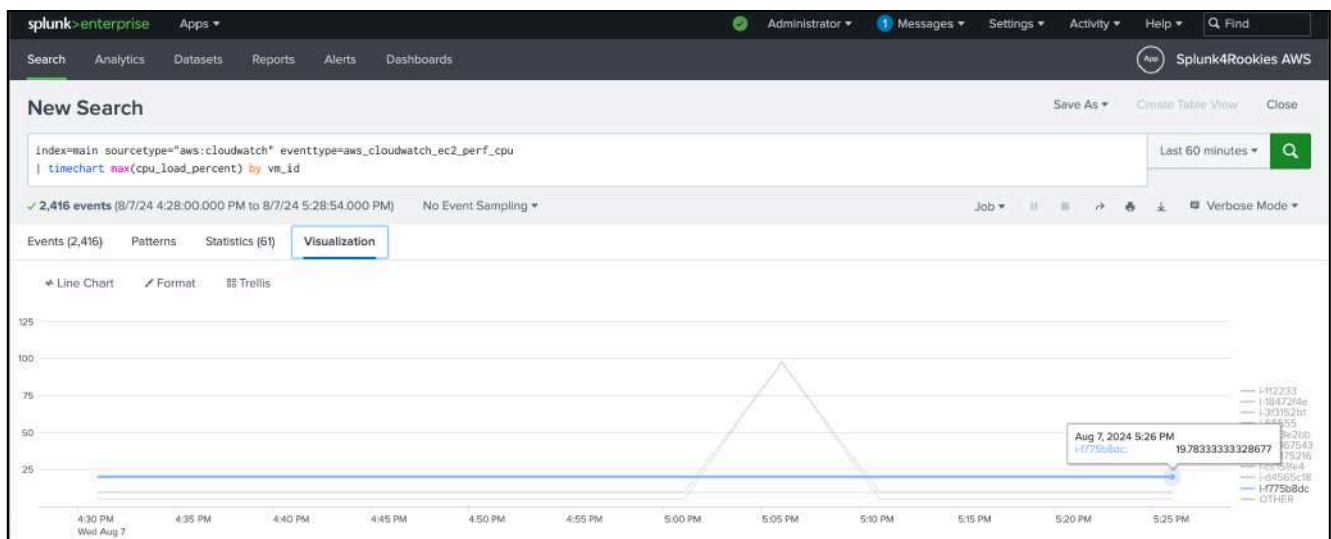 splunk>enterprise Apps Administrator 1 Messages Settings Activity Help Find
Search Analytics Datasets Reports Alerts Dashboards App Splunk4Rookies AWS
New Search Save As Create Table View Close
index=main sourcetype="aws:cloudwatch" eventtype=aws_cloudwatch_ec2_perf_cpu
| timechart max(cpu_load_percent) by vm_id
Last 60 minutes
2,416 events (8/7/24 4:28:00.000 PM to 8/7/24 5:28:54.000 PM) No Event Sampling Job Verbose Mode
Events (2,416) Patterns Statistics (61) Visualization
Line Chart Format Trellis
125
100
75
50
25
i-112233
i-18472f4e
i-3f3152b1
Aug 7, 2024 5:26 PM
i-f775b8dc: 19.78333333328677
i-d4565c18
i-f775b8dc
OTHER
4:30 PM 4:35 PM 4:40 PM 4:45 PM 4:50 PM 4:55 PM 5:00 PM 5:05 PM 5:10 PM 5:15 PM 5:20 PM 5:25 PM
Wed Aug 7